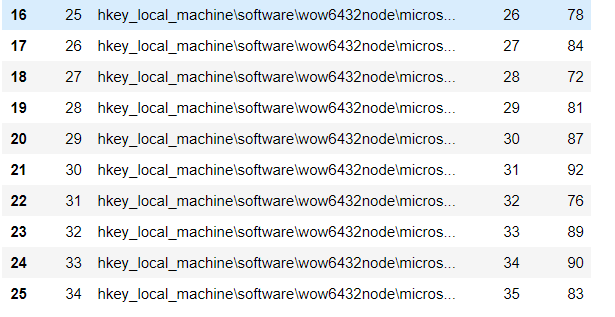 16 25 hkey_local_machine\software\wow6432node\micros... 26 78
17 26 hkey_local_machine\software\wow6432node\micros... 27 84
18 27 hkey_local_machine\software\wow6432node\micros... 28 72
19 28 hkey_local_machine\software\wow6432node\micros... 29 81
20 29 hkey_local_machine\software\wow6432node\micros... 30 87
21 30 hkey_local_machine\software\wow6432node\micros... 31 92
22 31 hkey_local_machine\software\wow6432node\micros... 32 76
23 32 hkey_local_machine\software\wow6432node\micros... 33 89
24 33 hkey_local_machine\software\wow6432node\micros... 34 90
25 34 hkey_local_machine\software\wow6432node\micros... 35 83